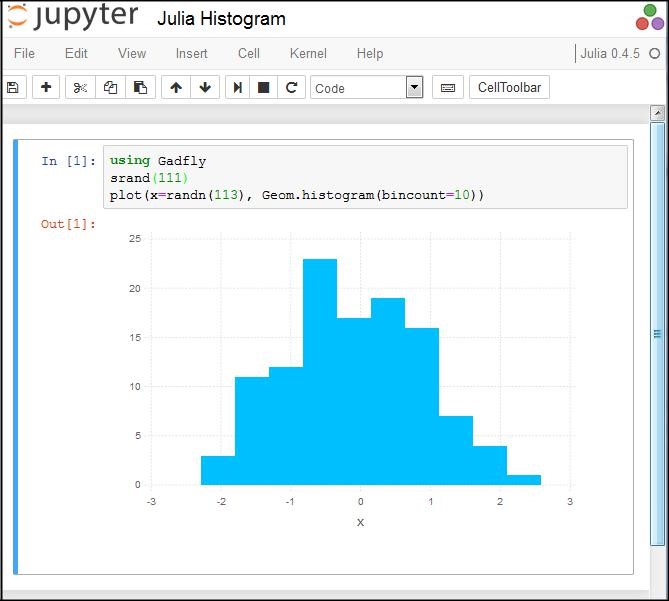 jupyter Julia Histogram
File Edit View Insert Cell Kernel Help Julia 0.4.5
Code CellToolbar
In [1]: using Gadfly
srand(111)
plot(x=randn(113), Geom.histogram(bincount=10))
Out[1]:
25
20
15
10
5
0
-3 -2 -1 0 1 2 3
x